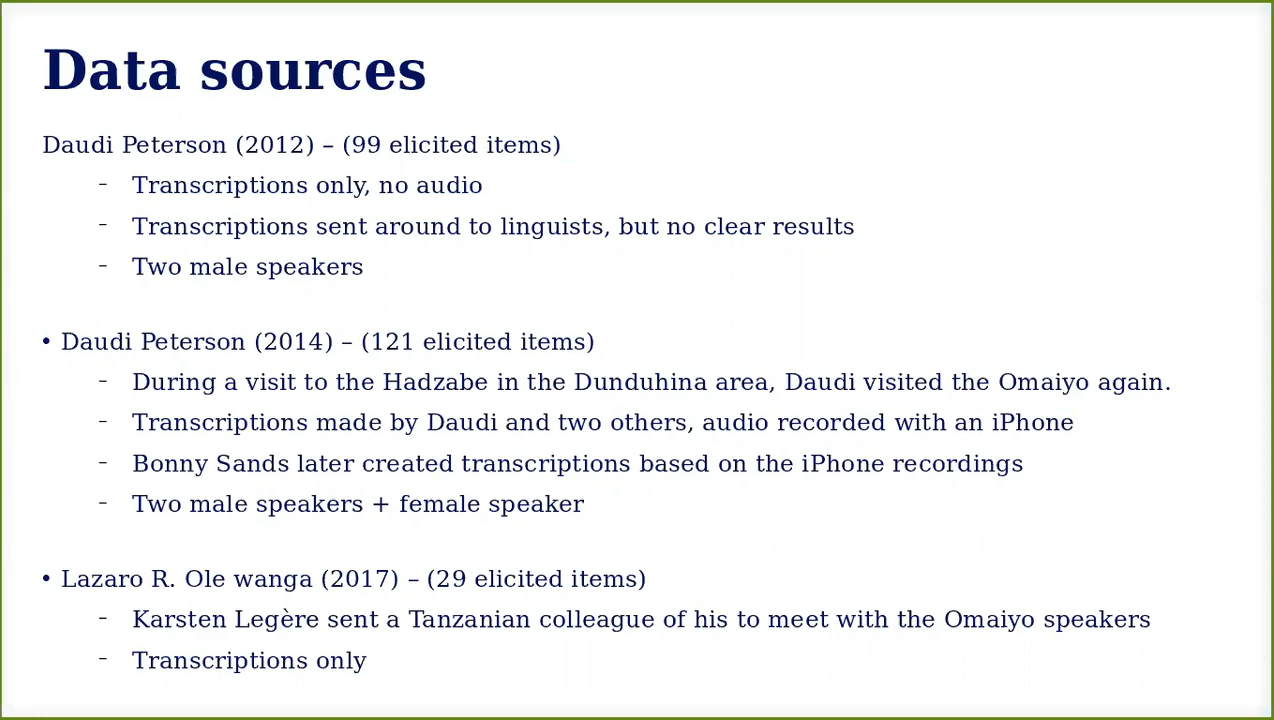 Data sources
Daudi Peterson (2012) – (99 elicited items)
- Transcriptions only, no audio
- Transcriptions sent around to linguists, but no clear results
- Two male speakers
• Daudi Peterson (2014) – (121 elicited items)
- During a visit to the Hadzabe in the Dunduhina area, Daudi visited the Omaiyo again.
- Transcriptions made by Daudi and two others, audio recorded with an iPhone
- Bonny Sands later created transcriptions based on the iPhone recordings
- Two male speakers + female speaker
• Lazaro R. Ole wanga (2017) – (29 elicited items)
- Karsten Legère sent a Tanzanian colleague of his to meet with the Omaiyo speakers
- Transcriptions only